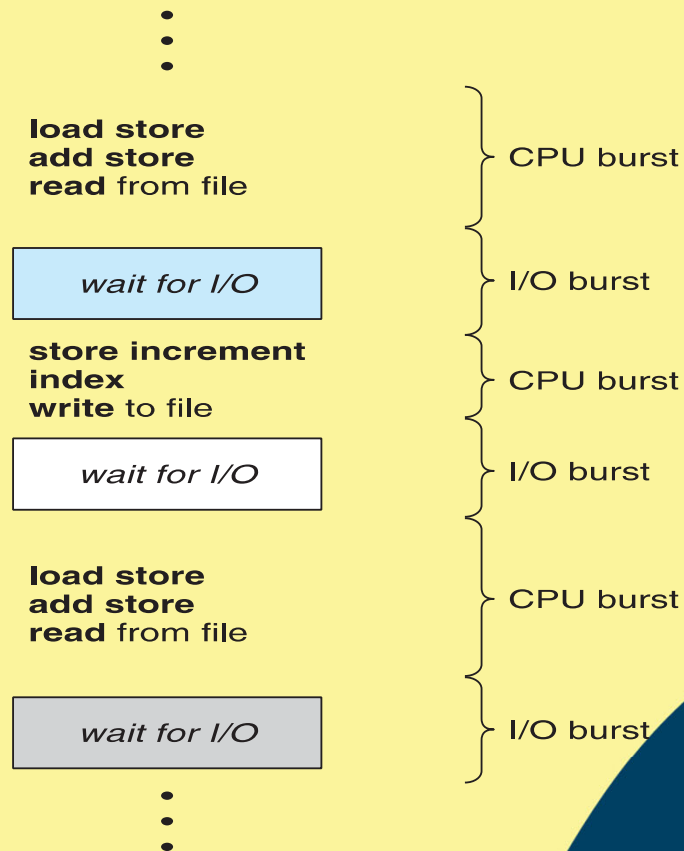 load store
add store
read from file
CPU burst
wait for I/O
I/O burst
store increment
index
write to file
CPU burst
wait for I/O
I/O burst
load store
add store
read from file
CPU burst
wait for I/O
I/O burst